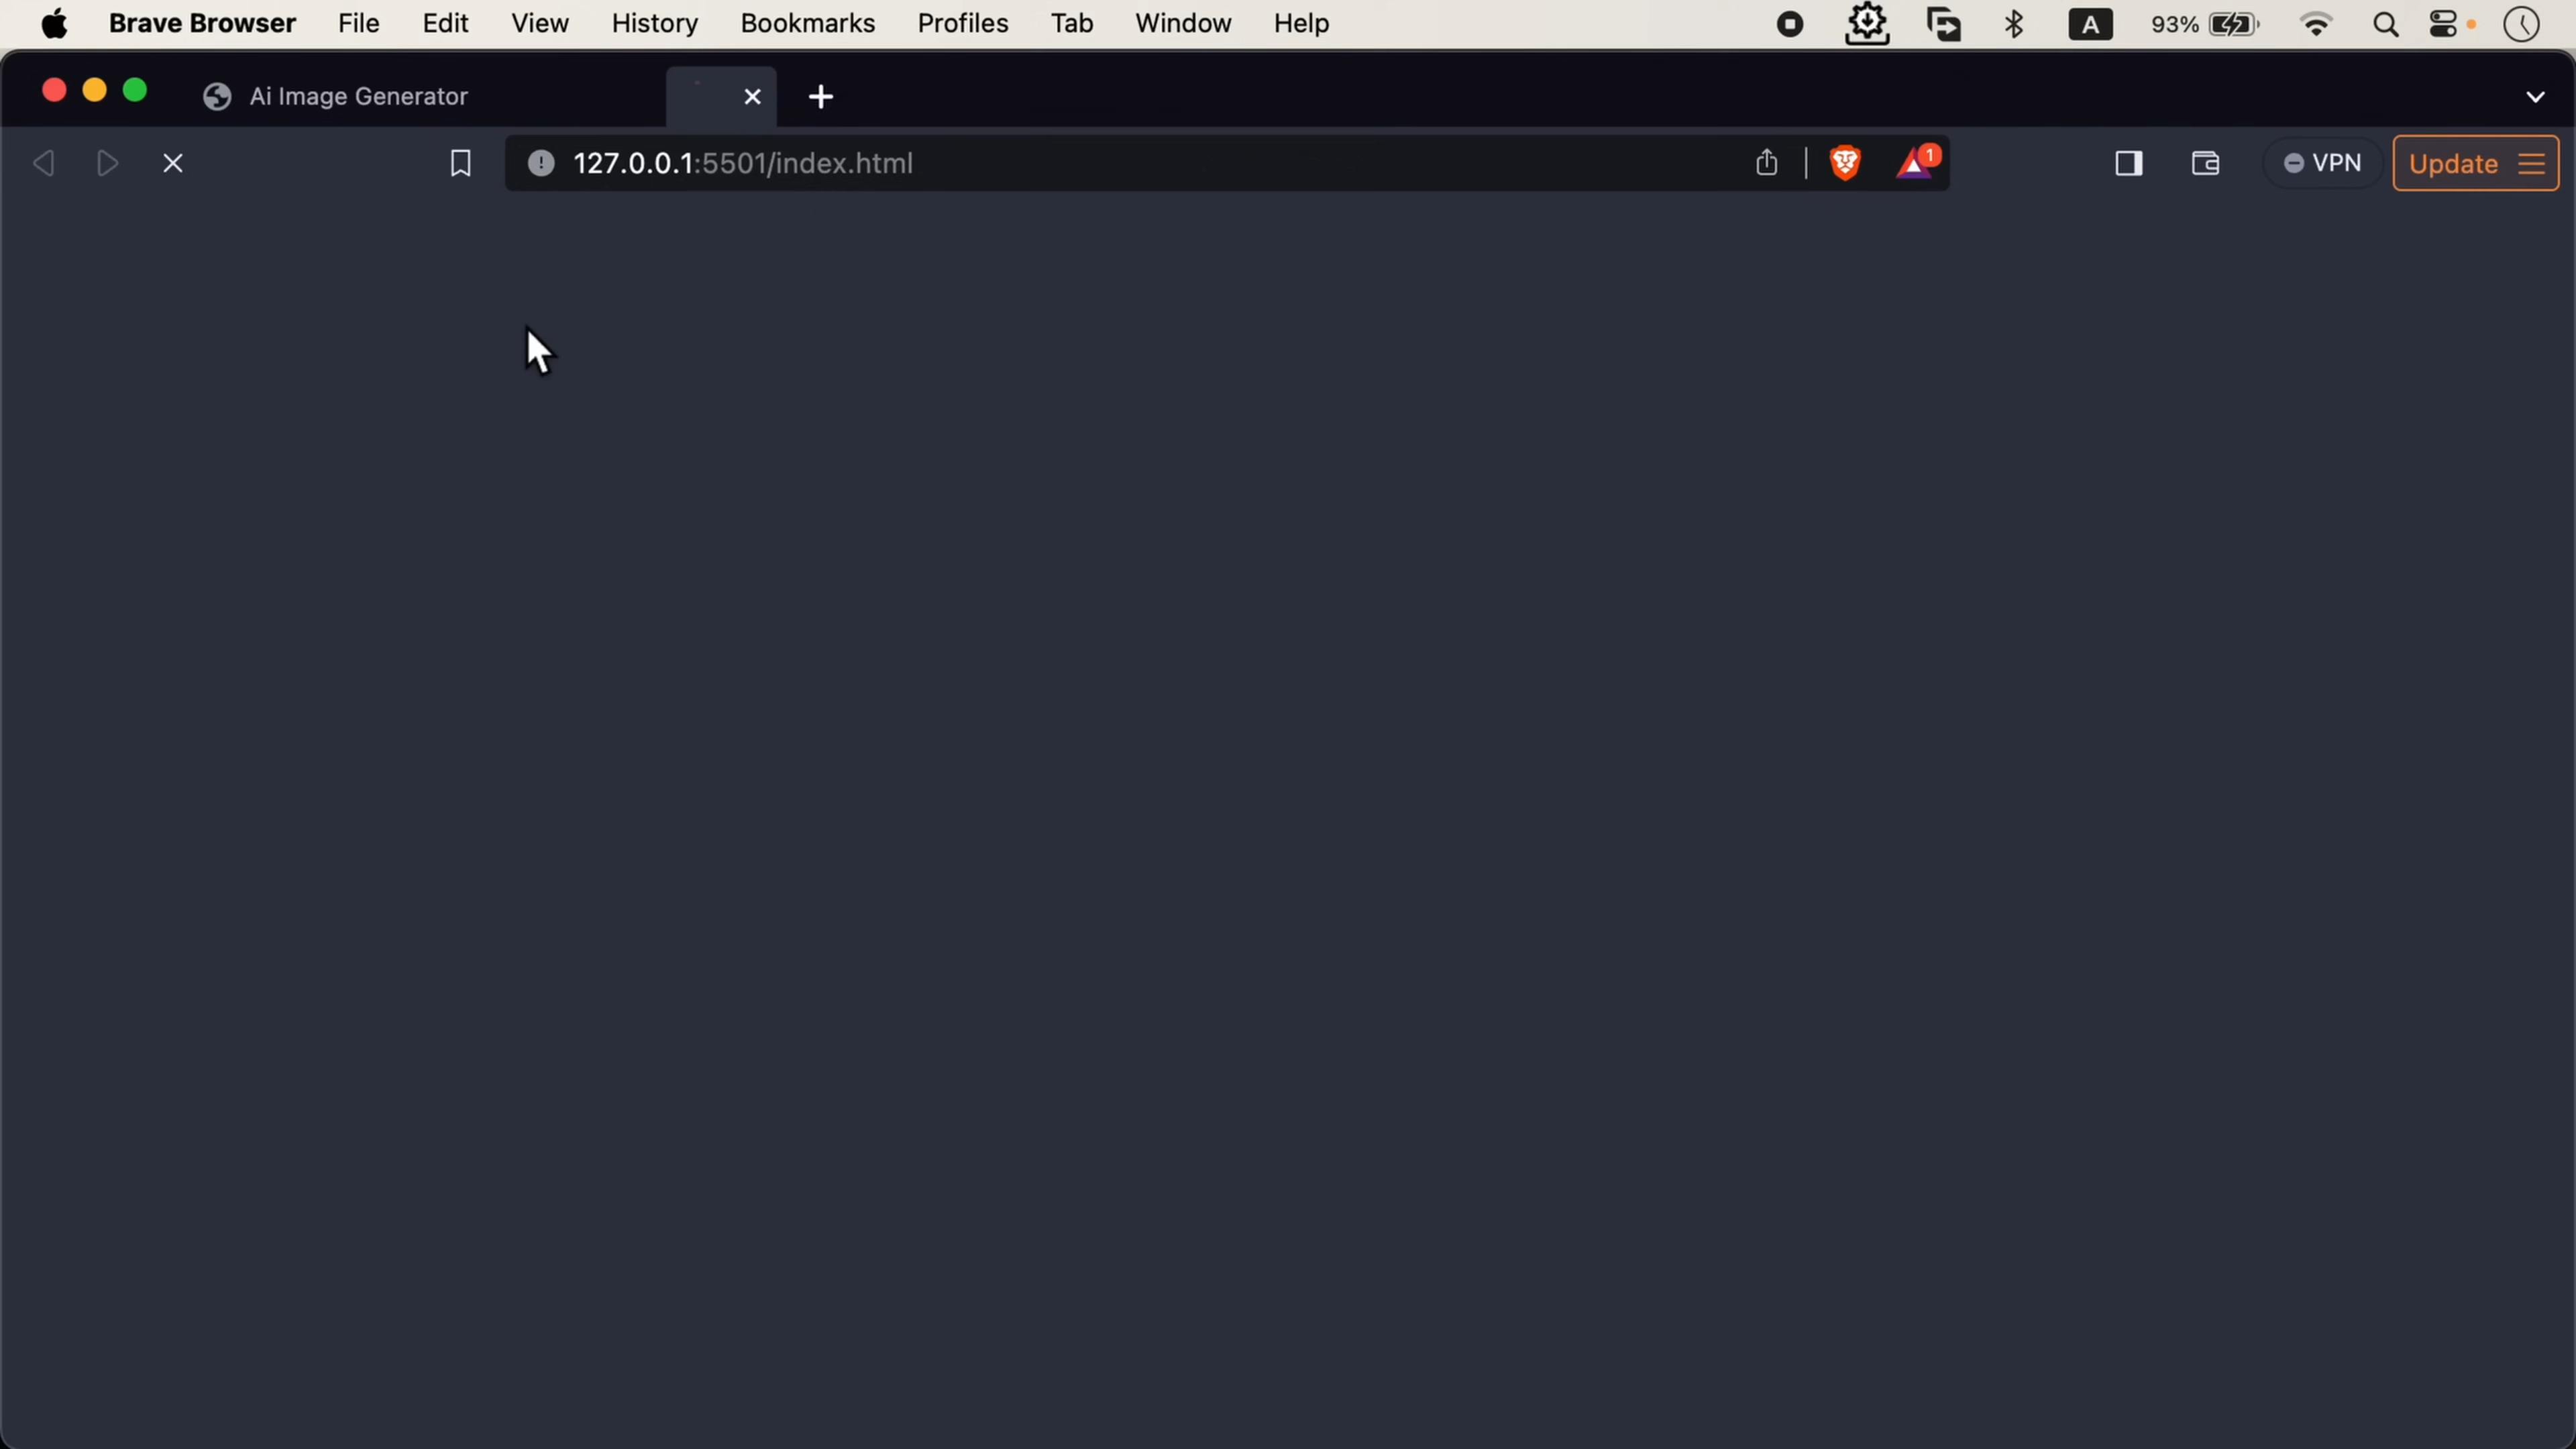 Brave Browser File Edit View History Bookmarks Profiles Tab Window Help A 93%
Ai Image Generator
127.0.0.1:5501/index.html 1 VPN Update